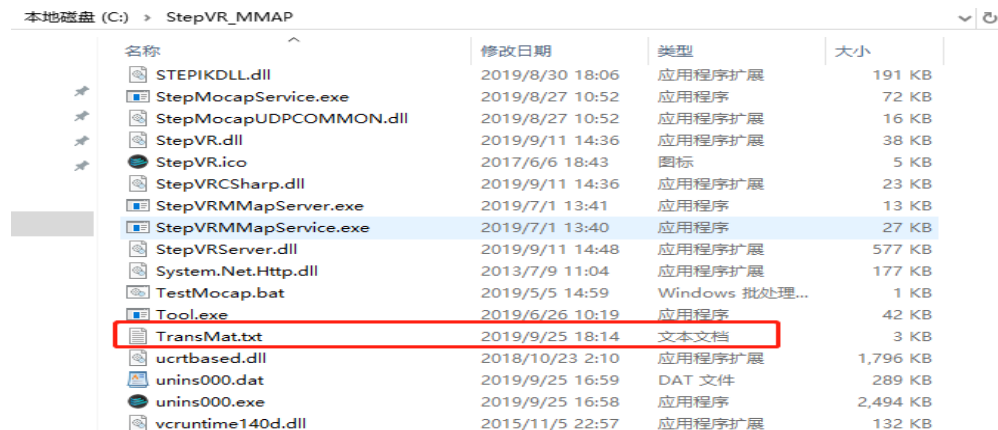 本地磁盘 (C:) › StepVR_MMAP
名称 修改日期 类型 大小
STEPIKDLL.dll 2019/8/30 18:06 应用程序扩展 191 KB
StepMocapService.exe 2019/8/27 10:52 应用程序 72 KB
StepMocapUDPCOMMON.dll 2019/8/27 10:52 应用程序扩展 16 KB
StepVR.dll 2019/9/11 14:36 应用程序扩展 38 KB
StepVR.ico 2017/6/6 18:43 图标 5 KB
StepVRCSharp.dll 2019/9/11 14:36 应用程序扩展 23 KB
StepVRMMapServer.exe 2019/7/1 13:41 应用程序 13 KB
StepVRMMapService.exe 2019/7/1 13:40 应用程序 27 KB
StepVRServer.dll 2019/9/11 14:48 应用程序扩展 577 KB
System.Net.Http.dll 2013/7/9 11:04 应用程序扩展 177 KB
TestMocap.bat 2019/5/5 14:59 Windows 批处理... 1 KB
Tool.exe 2019/6/26 10:19 应用程序 42 KB
TransMat.txt 2019/9/25 18:14 文本文档 3 KB
ucrtbased.dll 2018/10/23 2:10 应用程序扩展 1,796 KB
unins000.dat 2019/9/25 16:59 DAT 文件 289 KB
unins000.exe 2019/9/25 16:58 应用程序 2,494 KB
vcruntime140d.dll 2015/11/5 22:57 应用程序扩展 132 KB